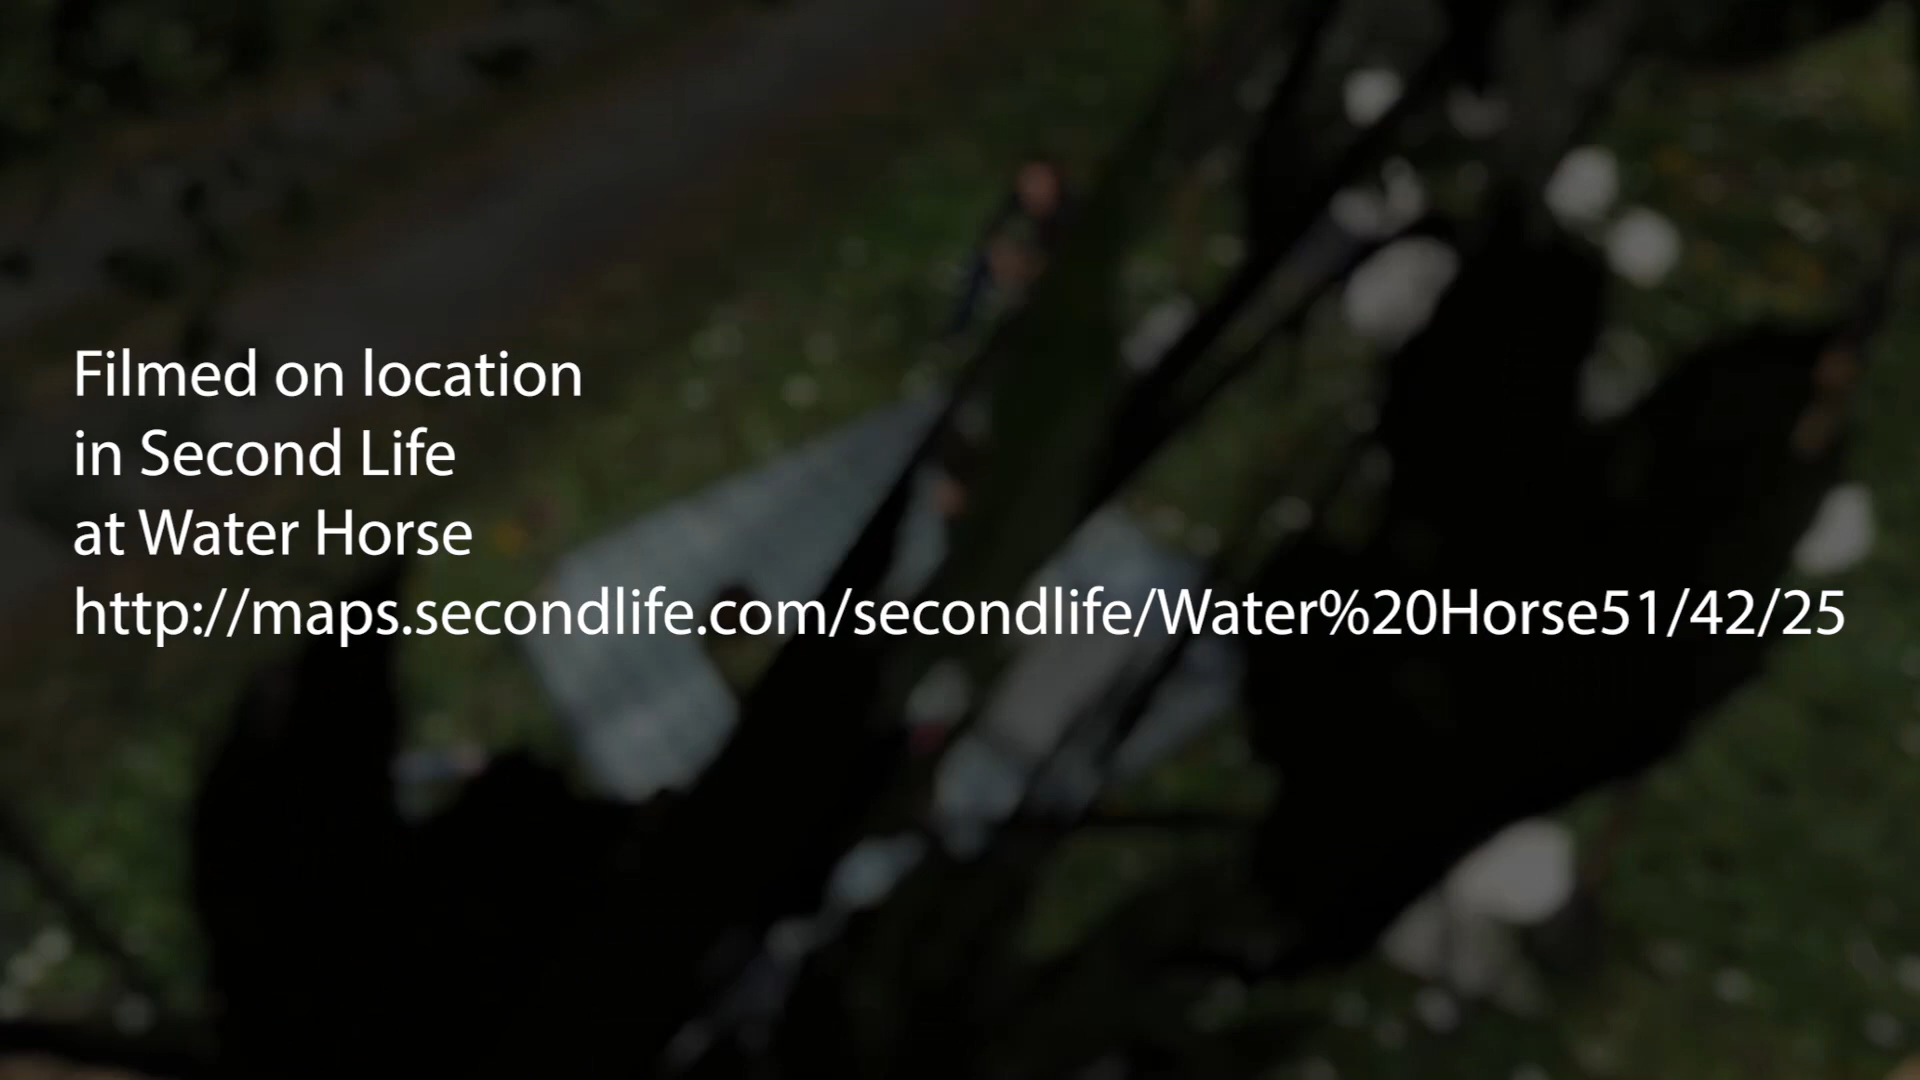 Filmed on location
in Second Life
at Water Horse
http://maps.secondlife.com/secondlife/Water%20Horse51/42/25